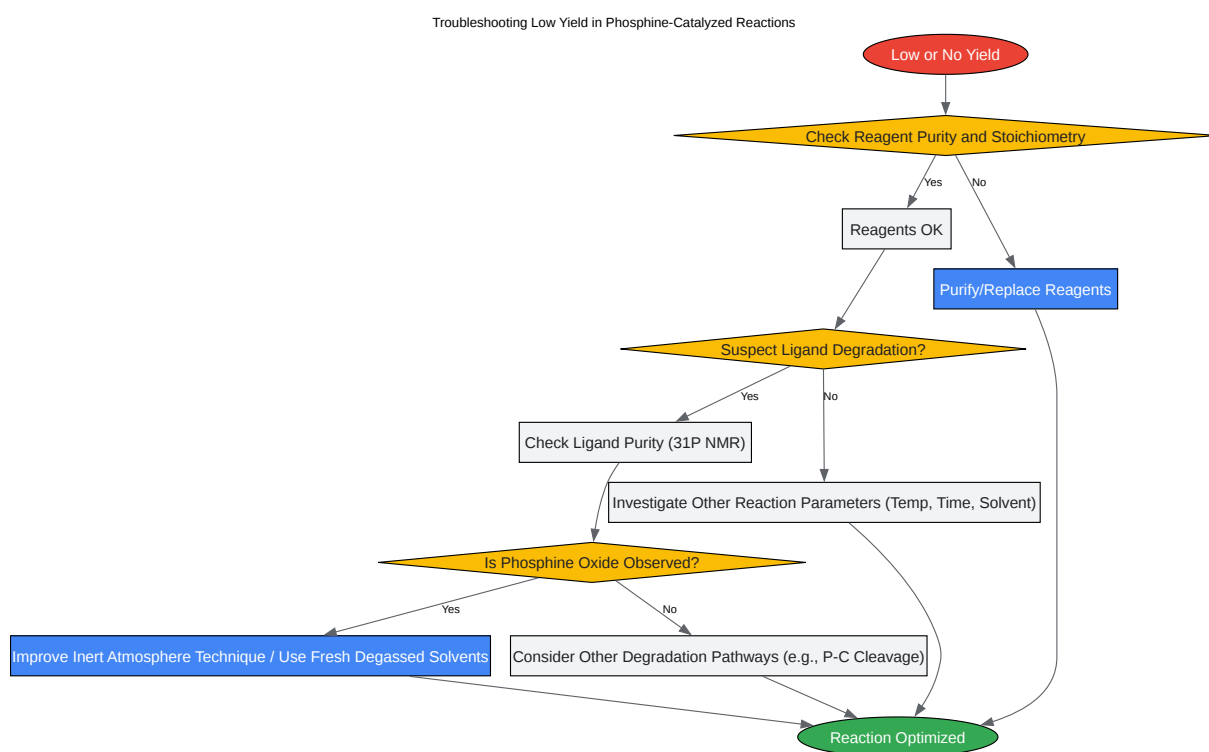 Troubleshooting Low Yield in Phosphine-Catalyzed Reactions
Low or No Yield
Check Reagent Purity and Stoichiometry
Yes
No
Reagents OK
Purify/Replace Reagents
Suspect Ligand Degradation?
Yes
No
Check Ligand Purity (31P NMR)
Investigate Other Reaction Parameters (Temp, Time, Solvent)
Is Phosphine Oxide Observed?
Yes
No
Improve Inert Atmosphere Technique / Use Fresh Degassed Solvents
Consider Other Degradation Pathways (e.g., P-C Cleavage)
Reaction Optimized